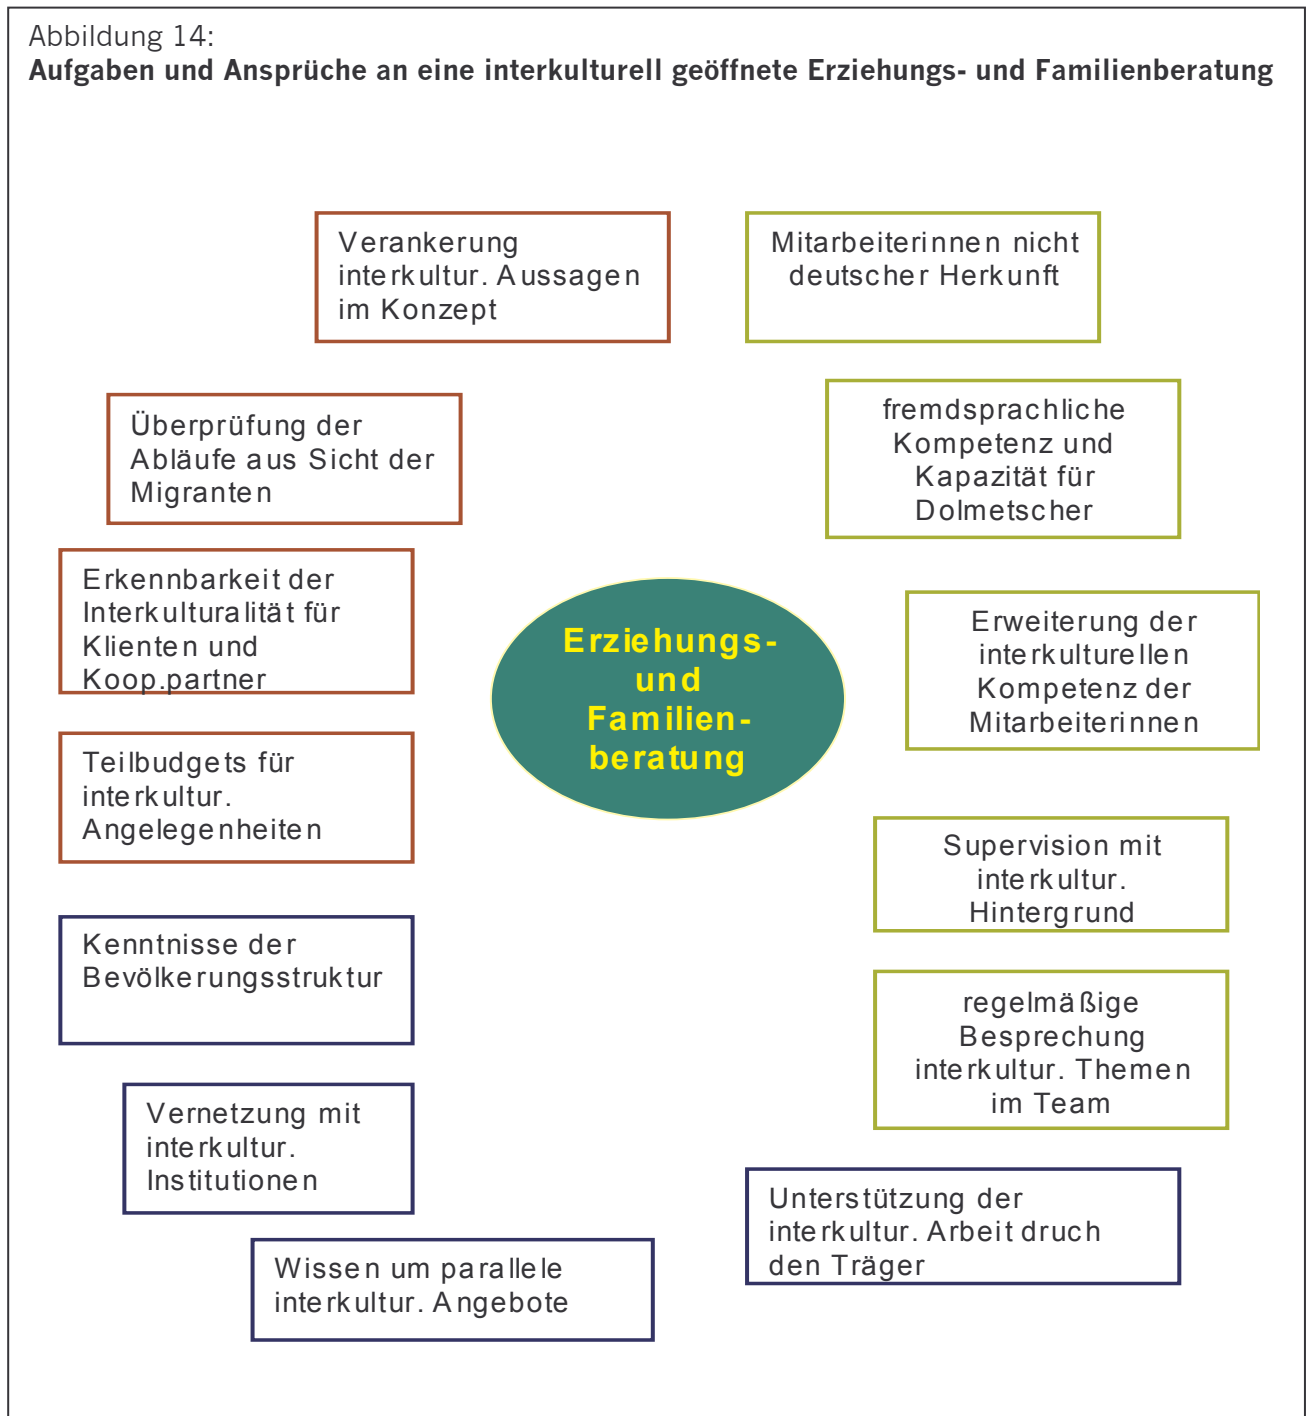 Abbildung 14:
Aufgaben und Ansprüche an eine interkulturell geöffnete Erziehungs- und Familienberatung
Verankerung
interkultur. Aussagen
im Konzept
Mitarbeiterinnen nicht
deutscher Herkunft
Überprüfung der
Abläufe aus Sicht der
Migranten
fremdsprachliche
Kompetenz und
Kapazität für
Dolmetscher
Erkennbarkeit der
Interkulturalität für
Klienten und
Koop.partner
Erziehungs-
und
Familien-
beratung
Erweiterung der
interkulturellen
Kompetenz der
Mitarbeiterinnen
Teilbudgets für
interkultur.
Angelegenheiten
Supervision mit
interkultur.
Hintergrund
Kenntnisse der
Bevölkerungsstruktur
regelmäßige
Besprechung
interkultur. Themen
im Team
Vernetzung mit
interkultur.
Institutionen
Unterstützung der
interkultur. Arbeit druch
den Träger
Wissen um parallele
interkultur. Angebote